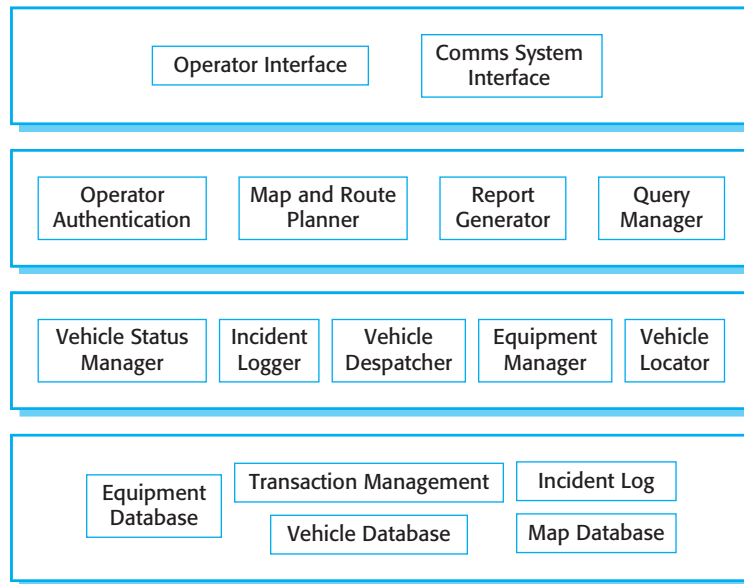 Operator Interface
Comms System
Interface
Operator
Authentication
Map and Route
Planner
Report
Generator
Query
Manager
Vehicle Status
Manager
Incident
Logger
Vehicle
Despatcher
Equipment
Manager
Vehicle
Locator
Equipment
Database
Transaction Management
Incident Log
Vehicle Database
Map Database